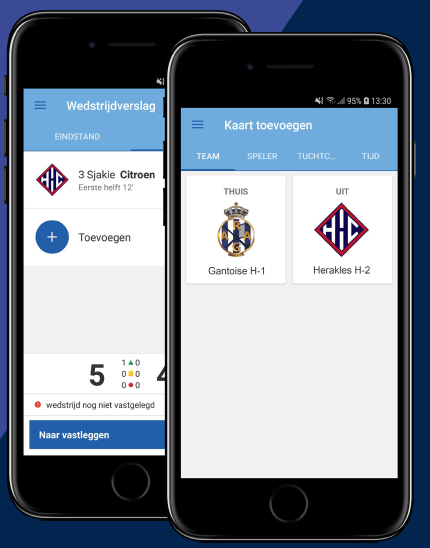 Wedstrijdverslag
EINDSTAND
3 Sjakie Citroen
Eerste helft 12'
Toevoegen
5
1 0
0 0
0 0
wedstrijd nog niet vastgelegd
Naar vastleggen
95% 13:30
Kaart toevoegen
TEAM SPELER TUCHTC... TIJD
THUIS
Gantoise H-1
UIT
HHC
Herakles H-2